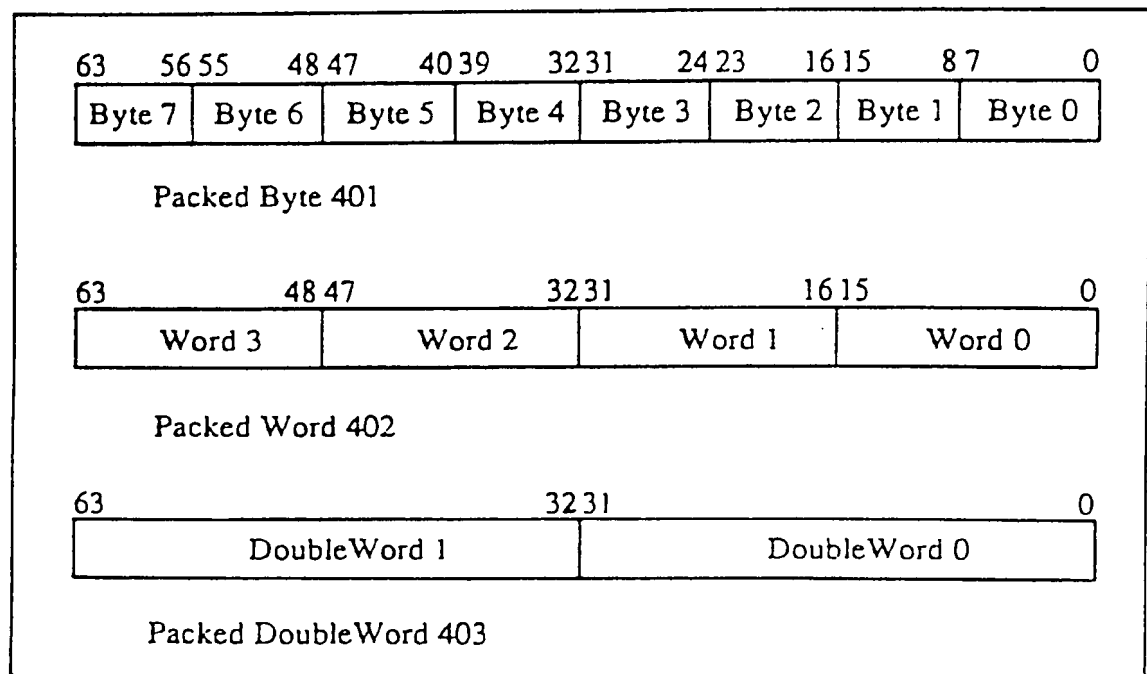 63 56 55 48 47 40 39 32 31 24 23 16 15 8 7 0
Byte 7 Byte 6 Byte 5 Byte 4 Byte 3 Byte 2 Byte 1 Byte 0
Packed Byte 401
63 48 47 32 31 16 15 0
Word 3 Word 2 Word 1 Word 0
Packed Word 402
63 32 31 0
DoubleWord 1 DoubleWord 0
Packed DoubleWord 403